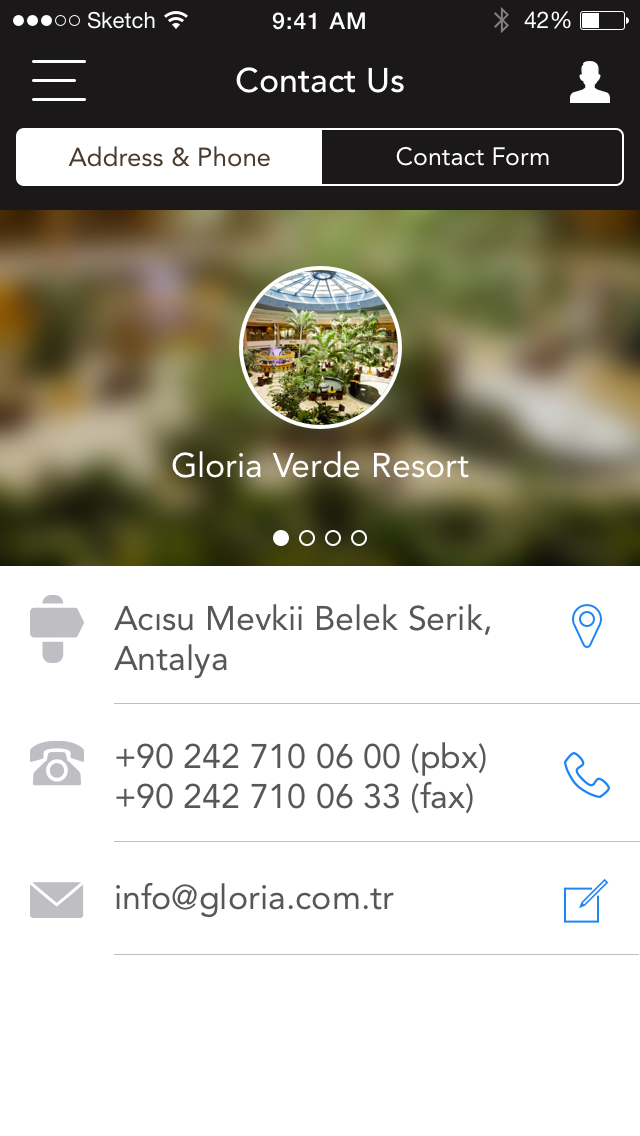 Sketch 9:41 AM 42%
Contact Us
Address & Phone Contact Form
Gloria Verde Resort
Acısu Mevkii Belek Serik,
Antalya
+90 242 710 06 00 (pbx)
+90 242 710 06 33 (fax)
info@gloria.com.tr